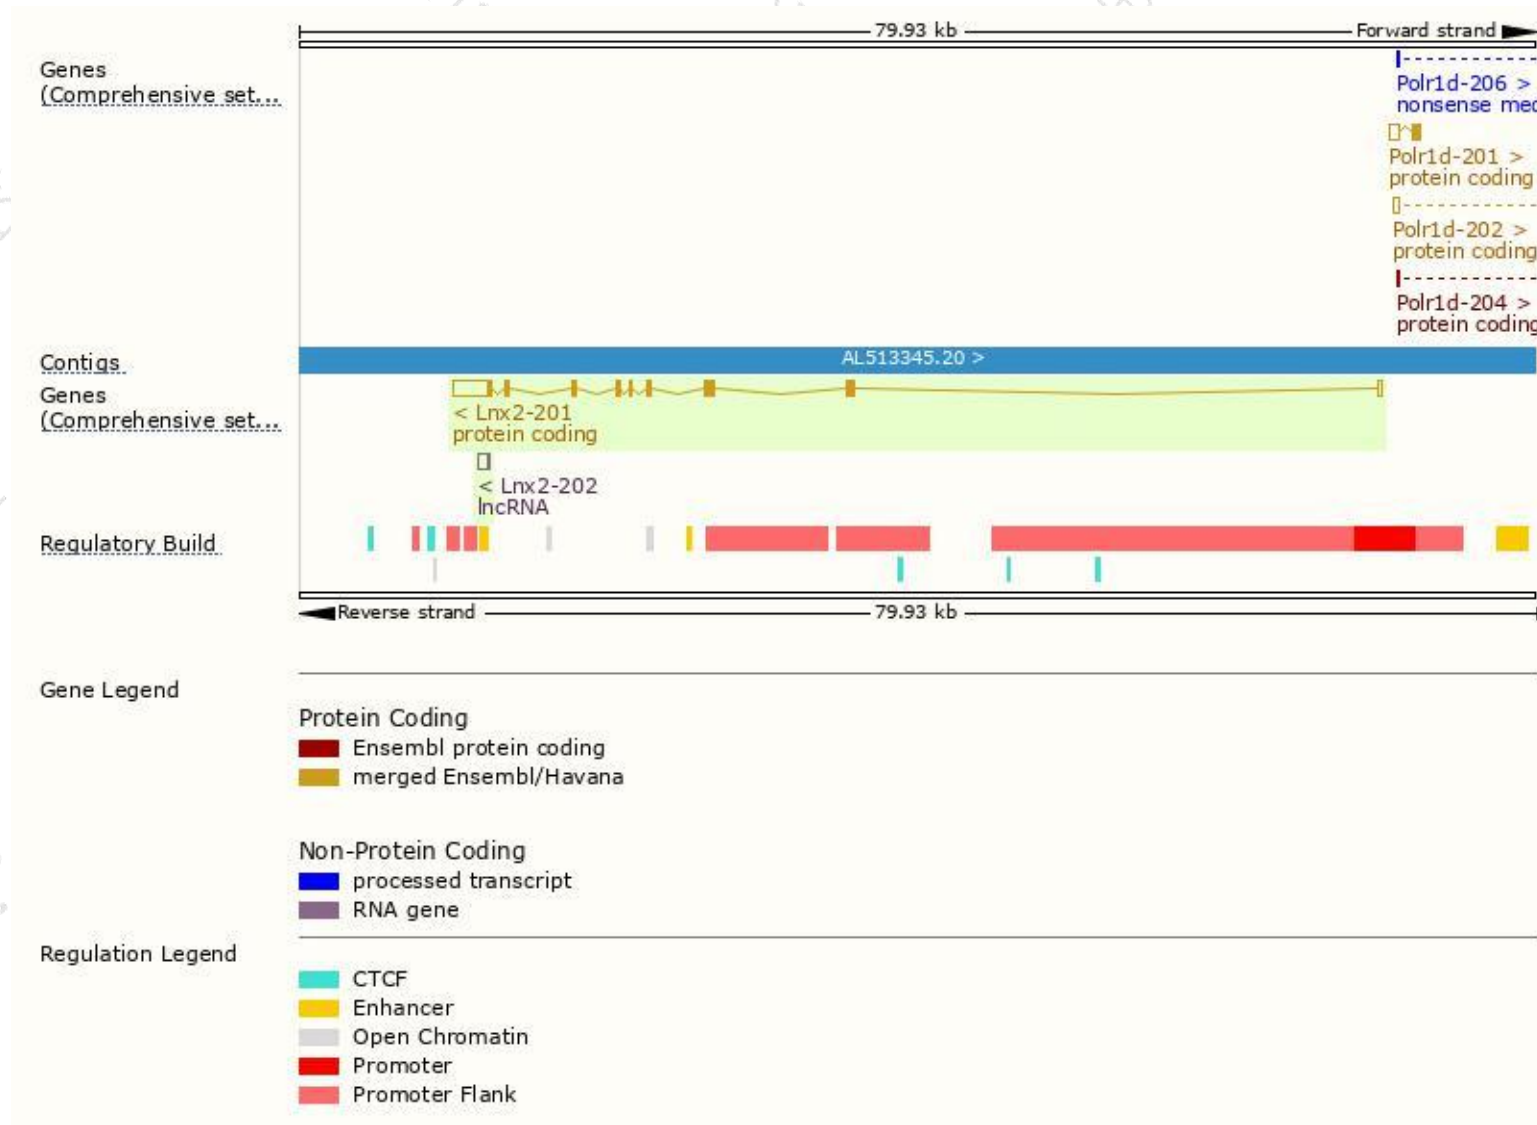 79.93 kb
Forward strand
Genes
(Comprehensive set...
Polr1d-206 >
nonsense med
Polr1d-201 >
protein coding
Polr1d-202 >
protein coding
Polr1d-204 >
protein coding
Contigs
AL513345.20 >
Genes
(Comprehensive set...
< Lnx2-201
protein coding
< Lnx2-202
lncRNA
Regulatory Build
Reverse strand
79.93 kb
Gene Legend
Protein Coding
Ensembl protein coding
merged Ensembl/Havana
Non-Protein Coding
processed transcript
RNA gene
Regulation Legend
CTCF
Enhancer
Open Chromatin
Promoter
Promoter Flank